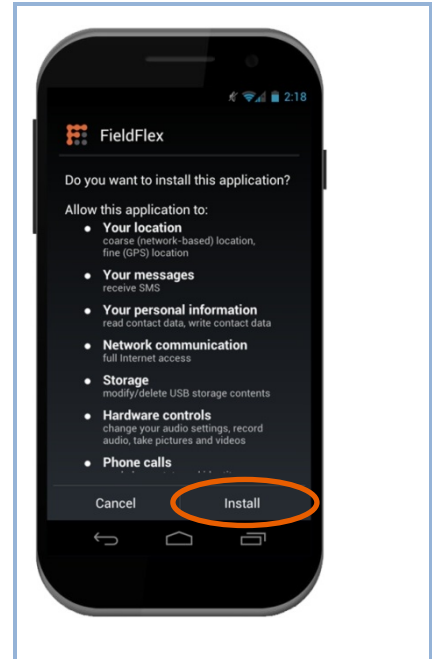 2:18
FieldFlex
Do you want to install this application?
Allow this application to:
• Your location
coarse (network-based) location,
fine (GPS) location
• Your messages
receive SMS
• Your personal information
read contact data, write contact data
• Network communication
full Internet access
• Storage
modify/delete USB storage contents
• Hardware controls
change your audio settings, record
audio, take pictures and videos
• Phone calls
Cancel Install